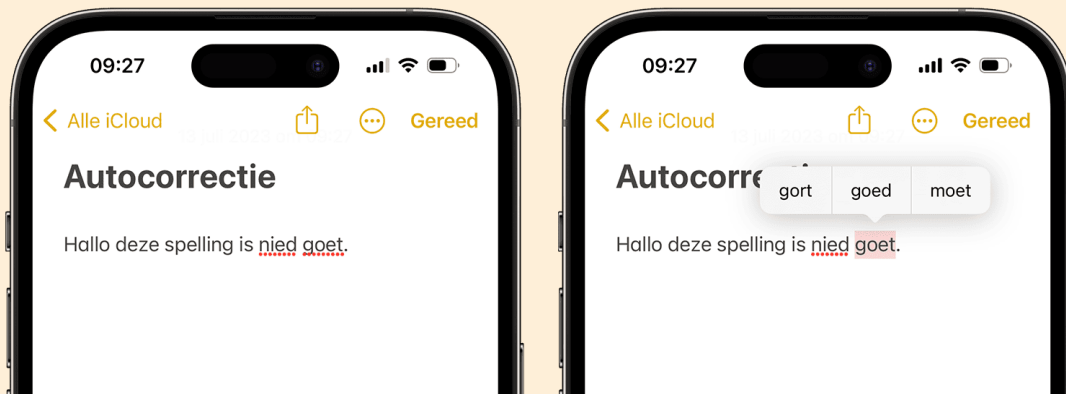 09:27
Alle iCloud
Gereed
Autocorrectie
Hallo deze spelling is nied goet.
09:27
Alle iCloud
Gereed
Autocorre
gort goed moet
Hallo deze spelling is nied goet.